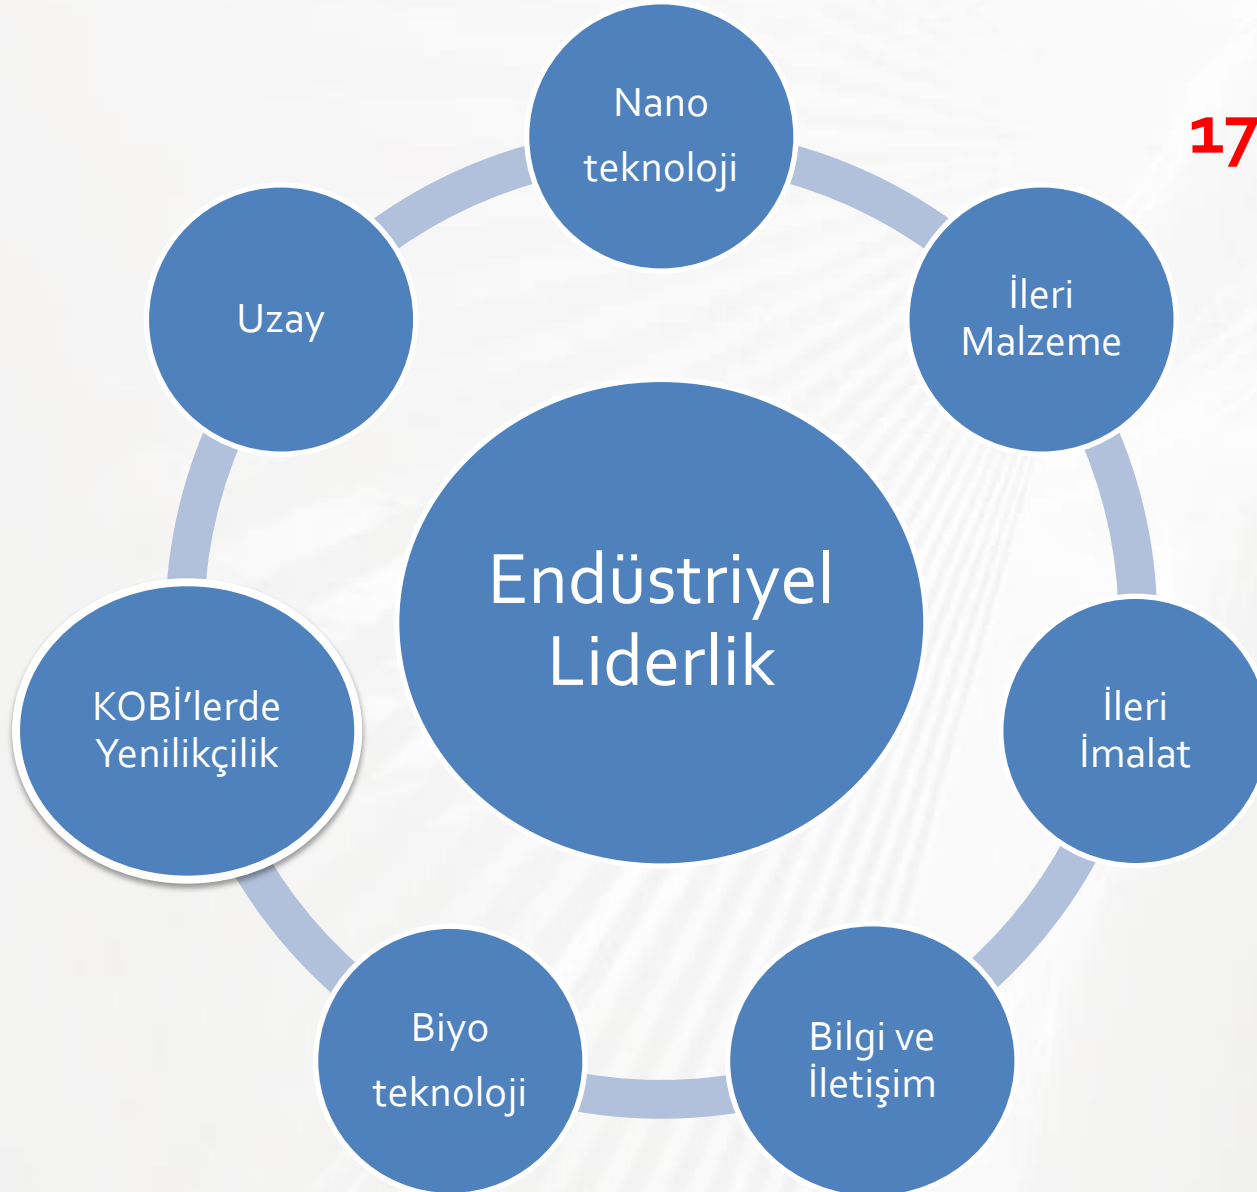 Nano
teknoloji
17
İleri
Malzeme
Uzay
Endüstriyel
Liderlik
KOBİ’lerde
Yenilikçilik
İleri
İmalat
Biyo
teknoloji
Bilgi ve
İletişim